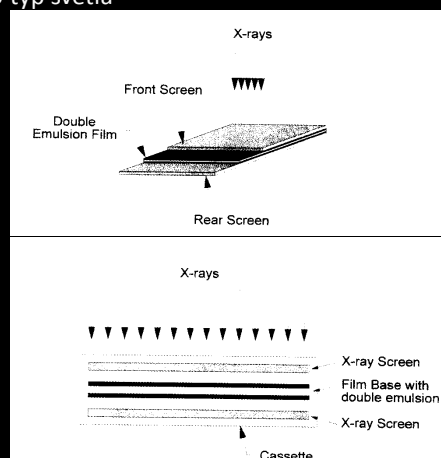 typ svetlu
X-rays
Front Screen
Double
Emulsion Film
Rear Screen
X-rays
X-ray Screen
Film Base with
double emulsion
X-ray Screen
Cassette